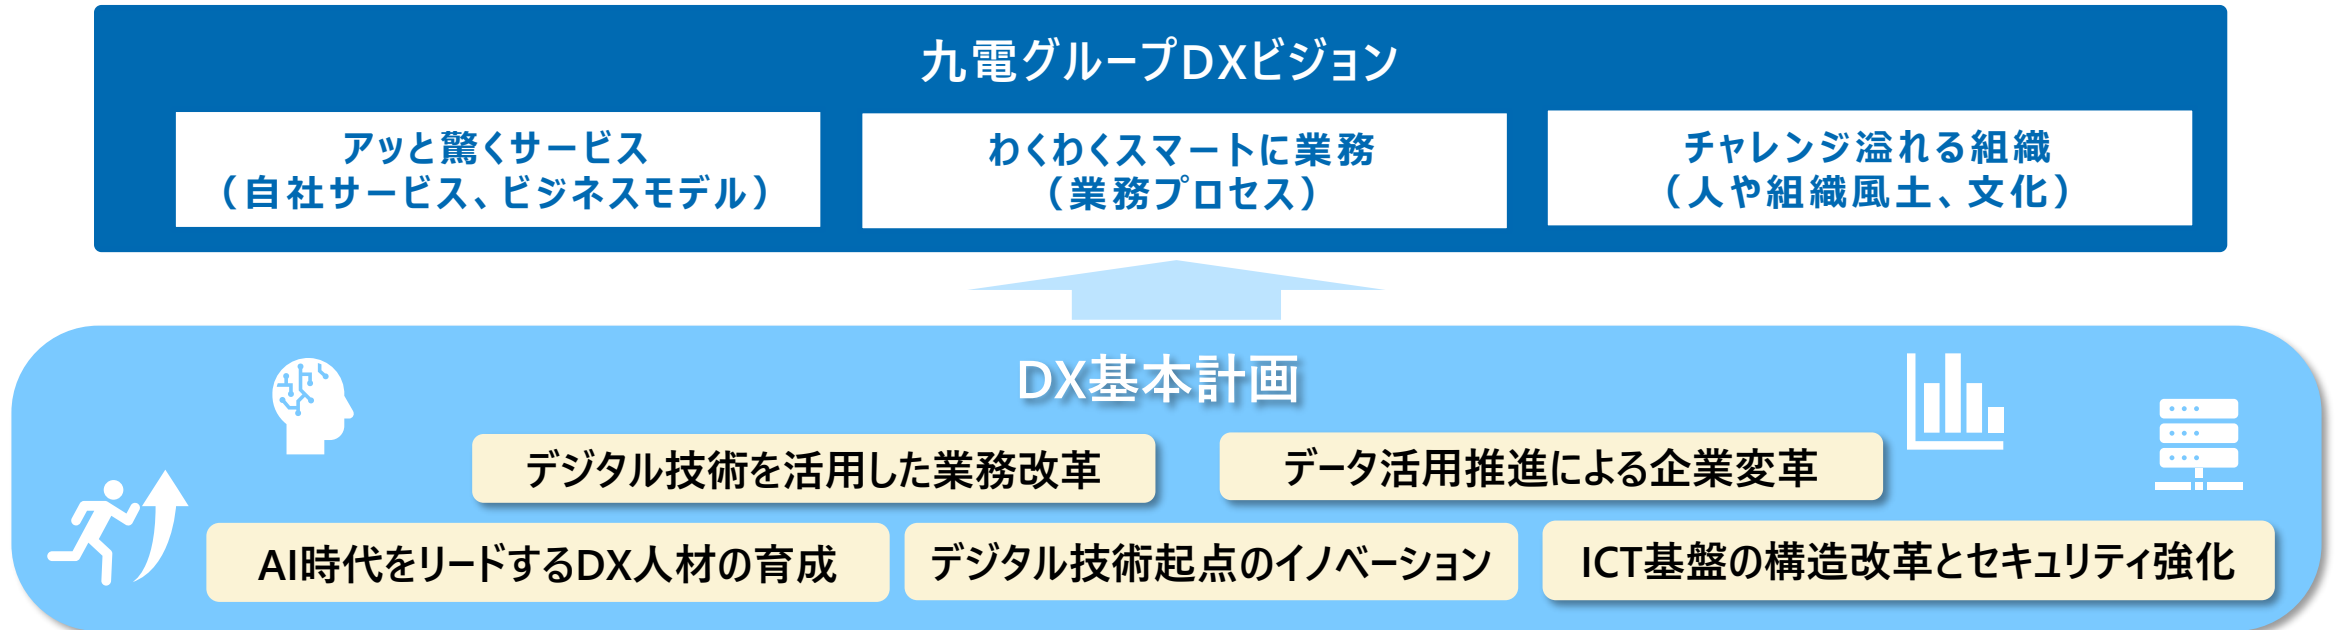 九電グループDXビジョン
アッと驚くサービス
（自社サービス、ビジネスモデル）
わくわくスマートに業務
（業務プロセス）
チャレンジ溢れる組織
（人や組織風土、文化）
DX基本計画
デジタル技術を活用した業務改革
データ活用推進による企業変革
AI時代をリードするDX人材の育成
デジタル技術起点のイノベーション
ICT基盤の構造改革とセキュリティ強化